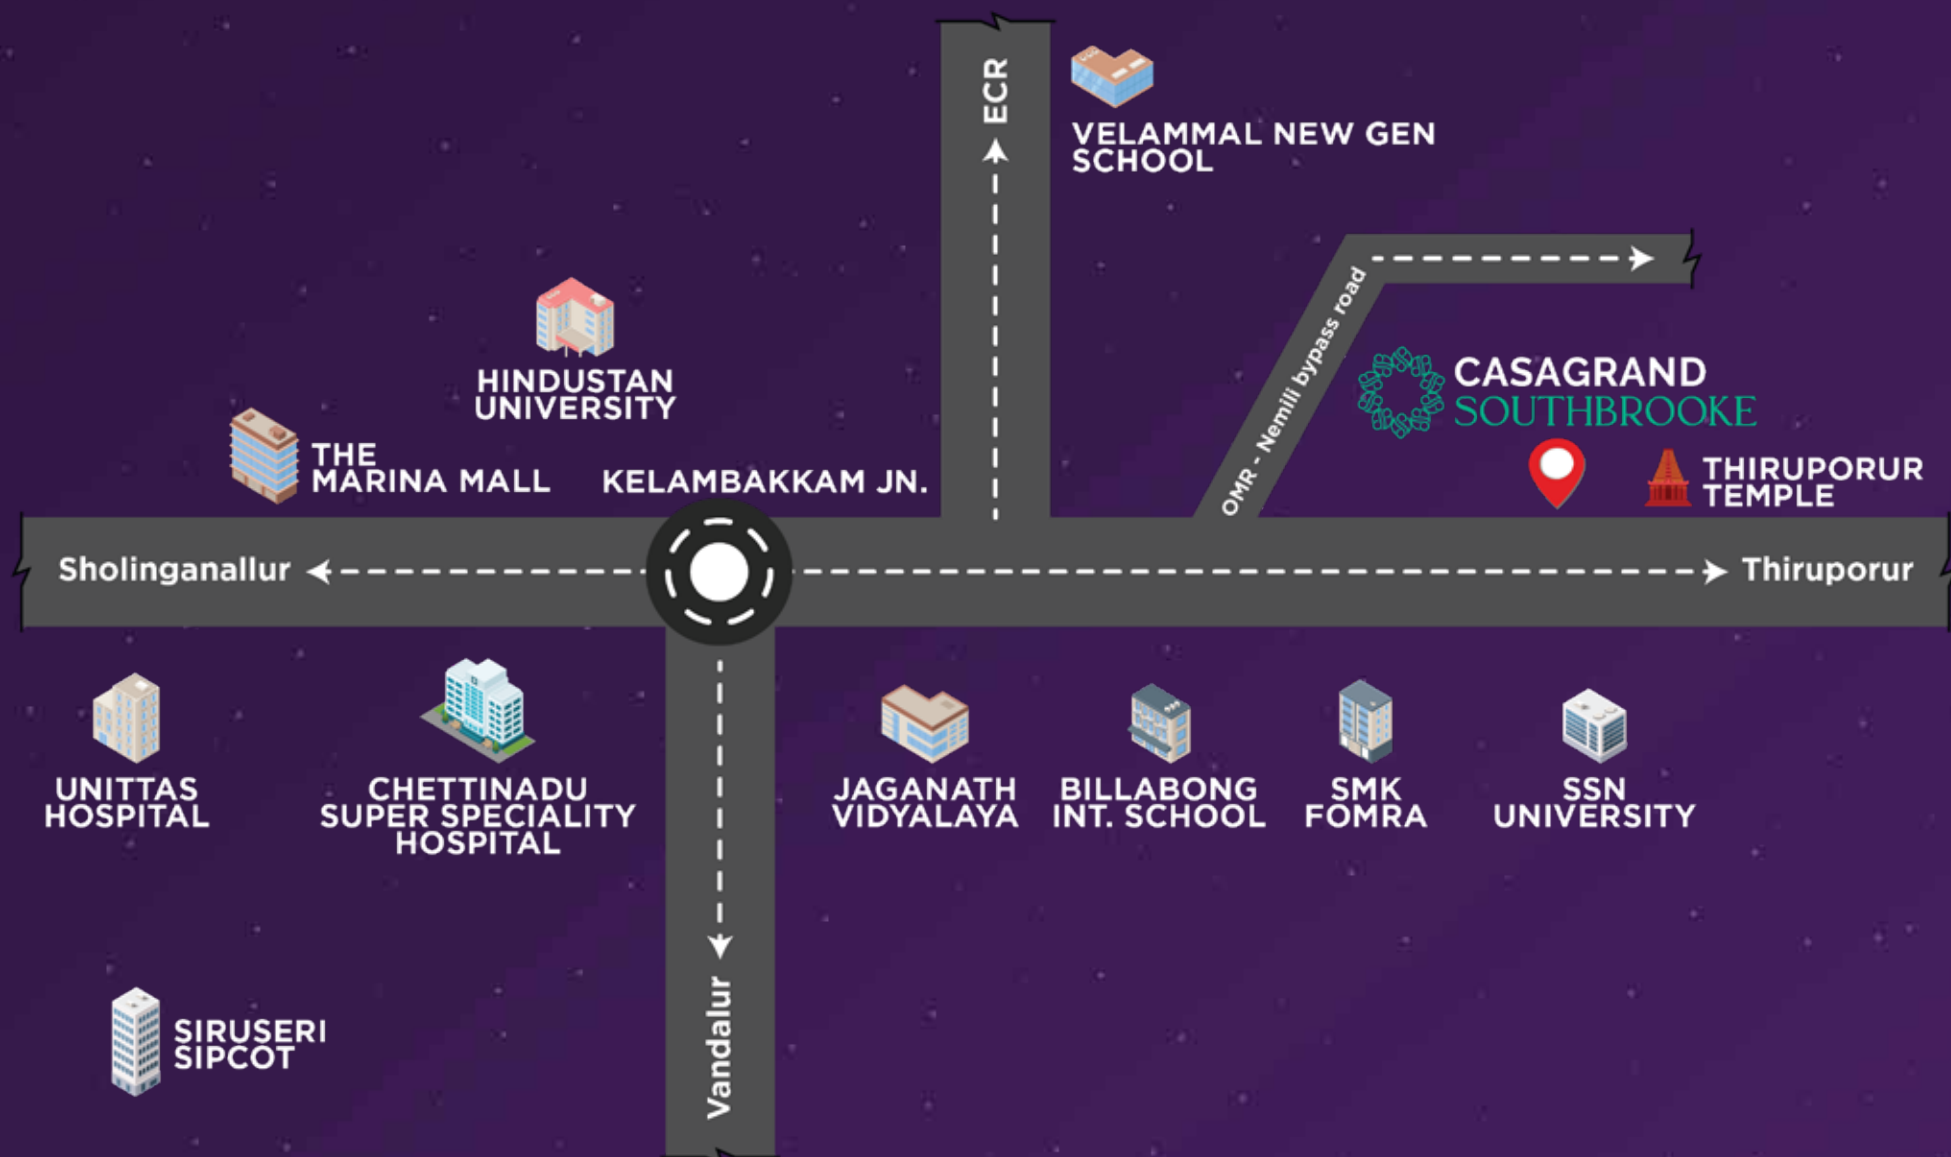 ECR
VELAMMAL NEW GEN
SCHOOL
OMR - Nemili bypass road
HINDUSTAN
UNIVERSITY
CASAGRAND
SOUTHBROOKE
THE
MARINA MALL
KELAMBAKKAM JN.
THIRUPORUR
TEMPLE
Sholinganallur
Thiruporur
UNITTAS
HOSPITAL
CHETTINADU
SUPER SPECIALITY
HOSPITAL
JAGANATH
VIDYALAYA
BILLABONG
INT. SCHOOL
SMK
FOMRA
SSN
UNIVERSITY
Vandalur
SIRUSERI
SIPCOT